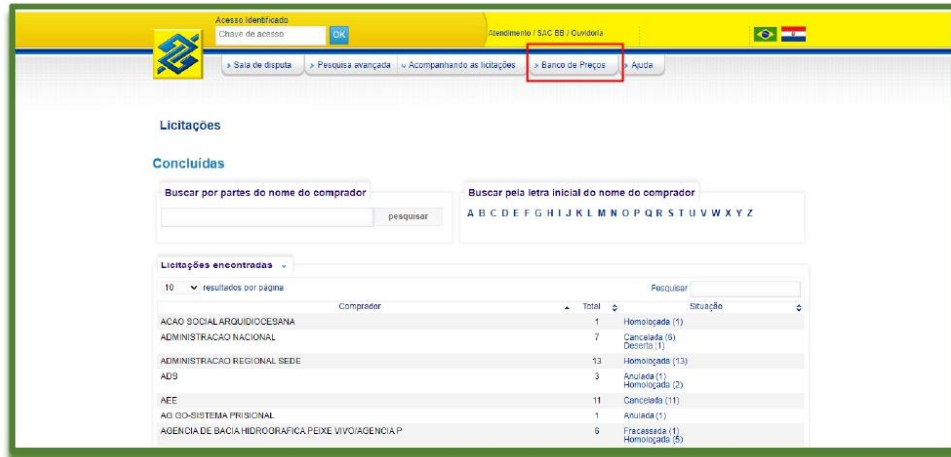 Acesso Identificado
Chave de acesso OK Atendimento / SAC BB / Ouvidoria
> Sala de disputa > Pesquisa avançada Acompanhando as licitações > Banco de Preços > Ajuda
Licitações
Concluídas
Buscar por partes do nome do comprador Buscar pela letra inicial do nome do comprador
pesquisar A B C D E F G H I J K L M N O P Q R S T U V W X Y Z
Licitações encontradas
10 resultados por página Pesquisar
Comprador Total Situação
ACAO SOCIAL ARQUIDIOCESANA 1 Homologada (1)
ADMINISTRACAO NACIONAL 7 Cancelada (6)
Deserta (1)
ADMINISTRACAO REGIONAL SEDE 13 Homologada (13)
ADS 3 Anulada (1)
Homologada (2)
AEE 11 Cancelada (11)
AG GO-SISTEMA PRISIONAL 1 Anulada (1)
AGENCIA DE BACIA HIDROGRAFICA PEIXE VIVO/AGENCIA P 6 Fracassada (1)
Homologada (5)